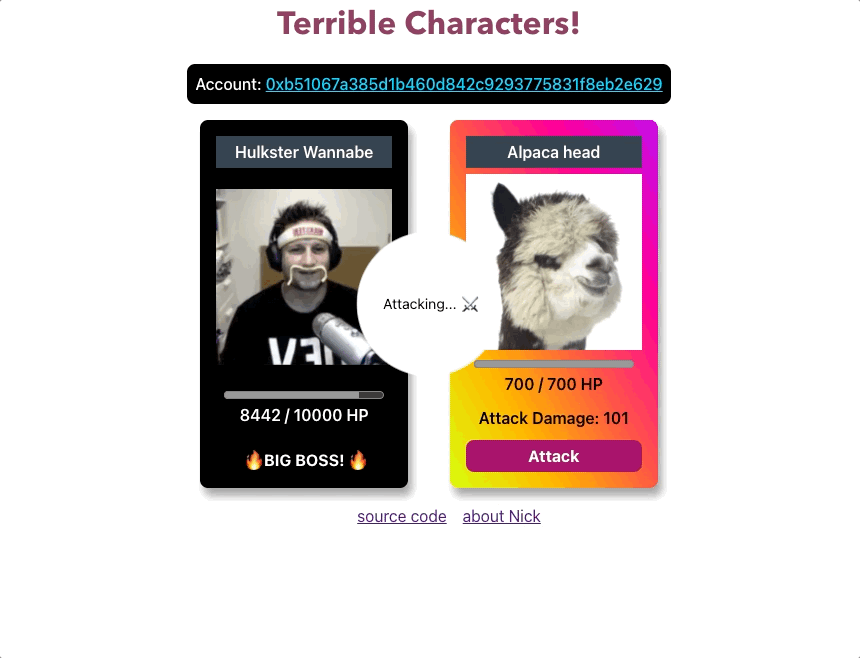 Terrible Characters!
Account: 0xb51067a385d1b460d842c9293775831f8eb2e629
Hulkster Wannabe
Alpaca head
Attacking... ⚔
8442 / 10000 HP
🔥BIG BOSS! 🔥
700 / 700 HP
Attack Damage: 101
Attack
source code
about Nick